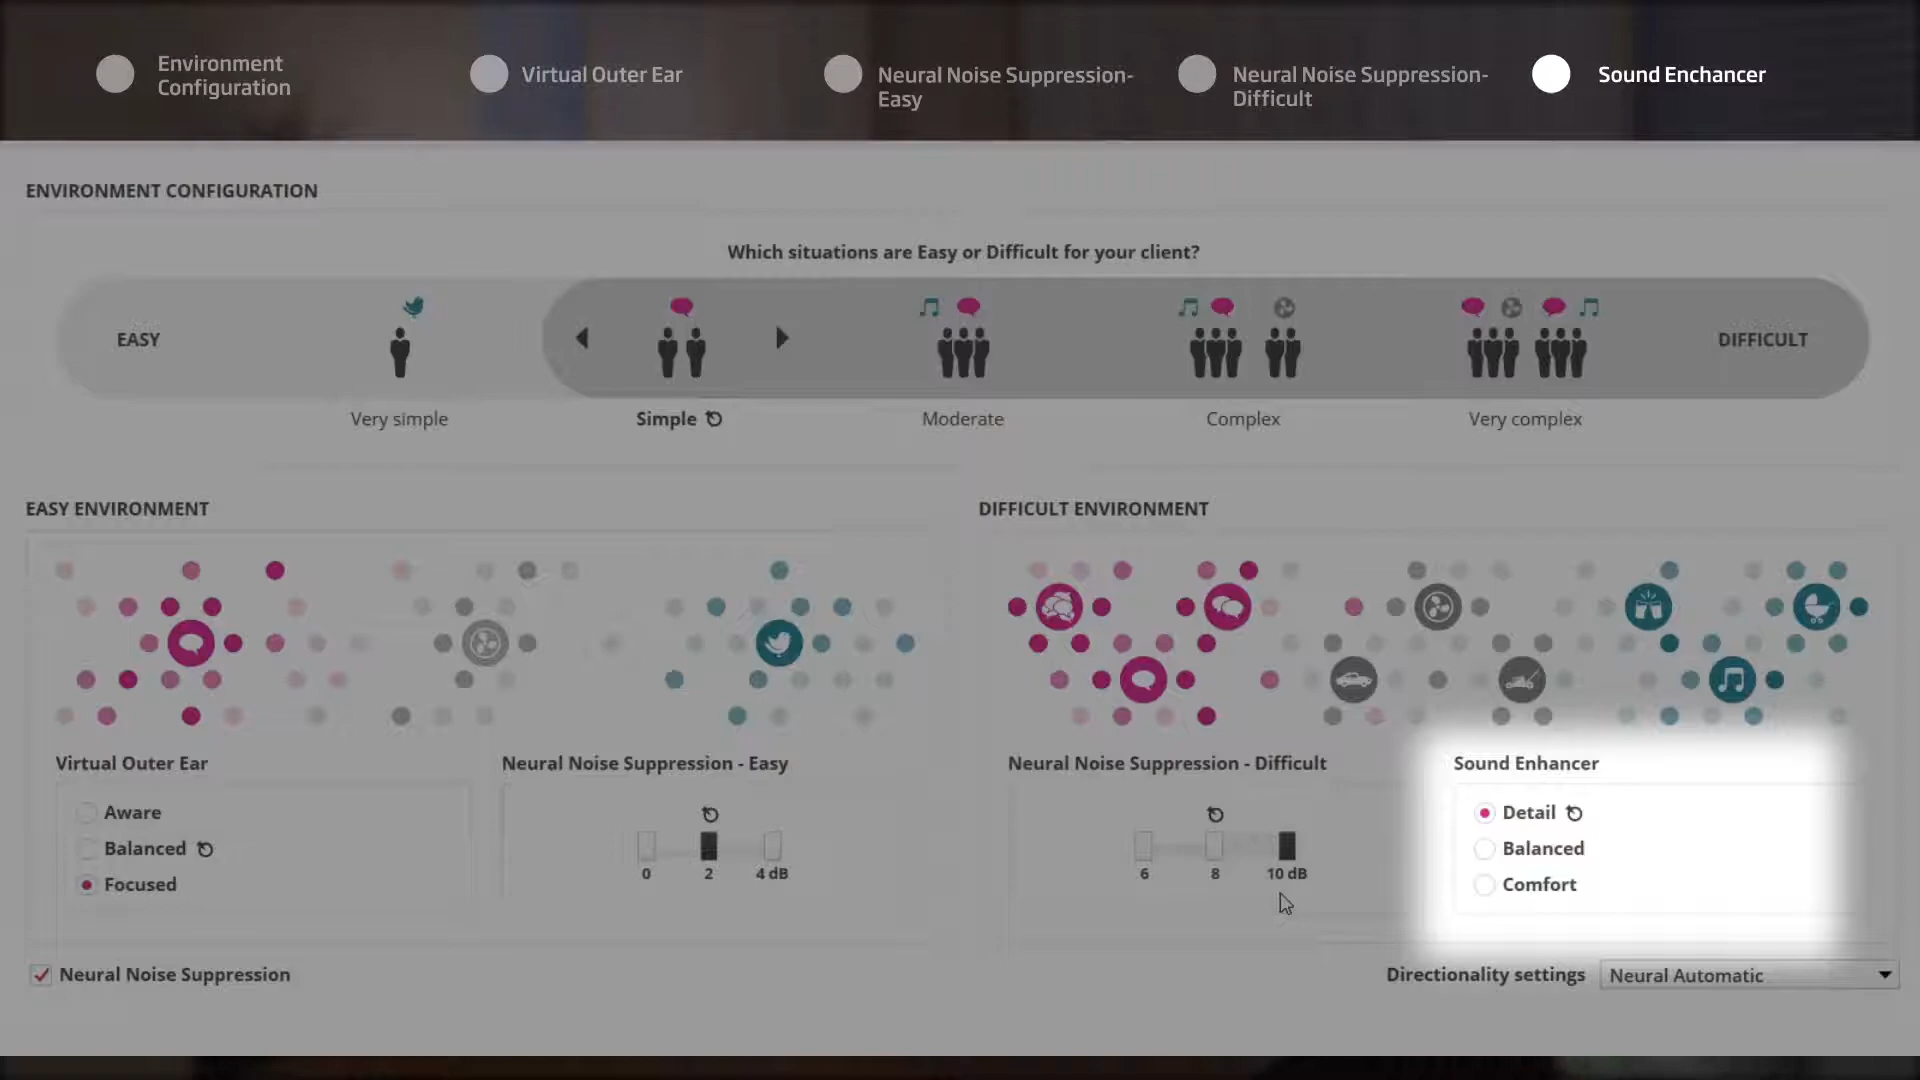 Environment
Configuration
Virtual Outer Ear
Neural Noise Suppression-
Easy
Neural Noise Suppression-
Difficult
Sound Enchancer
ENVIRONMENT CONFIGURATION
Which situations are Easy or Difficult for your client?
EASY
DIFFICULT
Very simple
Simple
Moderate
Complex
Very complex
EASY ENVIRONMENT
DIFFICULT ENVIRONMENT
Virtual Outer Ear
Aware
Balanced
Focused
Neural Noise Suppression - Easy
0 2 4 dB
Neural Noise Suppression - Difficult
6 8 10 dB
Sound Enhancer
Detail
Balanced
Comfort
Neural Noise Suppression
Directionality settings Neural Automatic